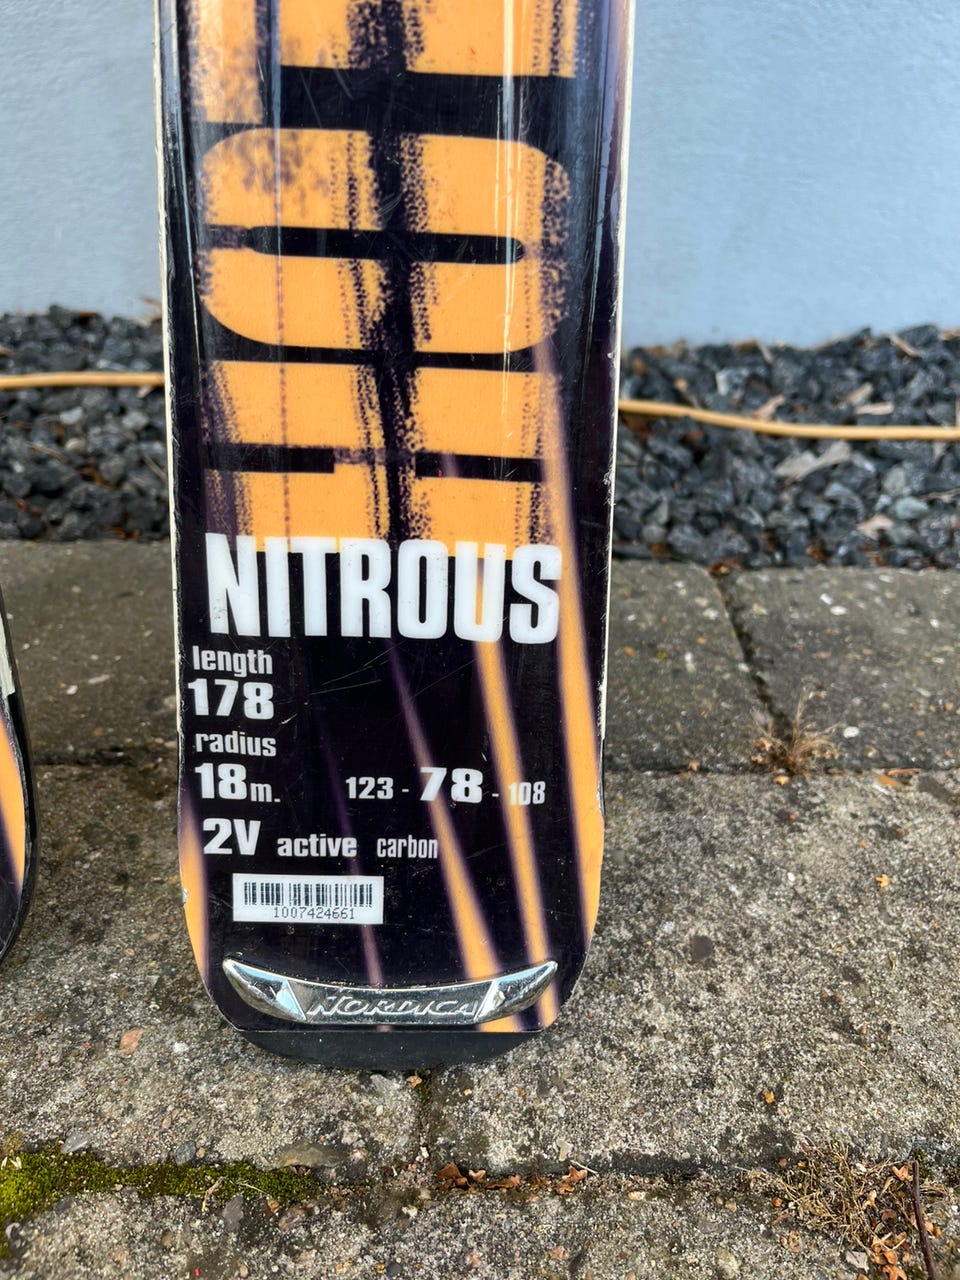 NITROUS
length
178
radius
18m.
123 - 78 - 108
2V active carbon
1007424661
NORDICA